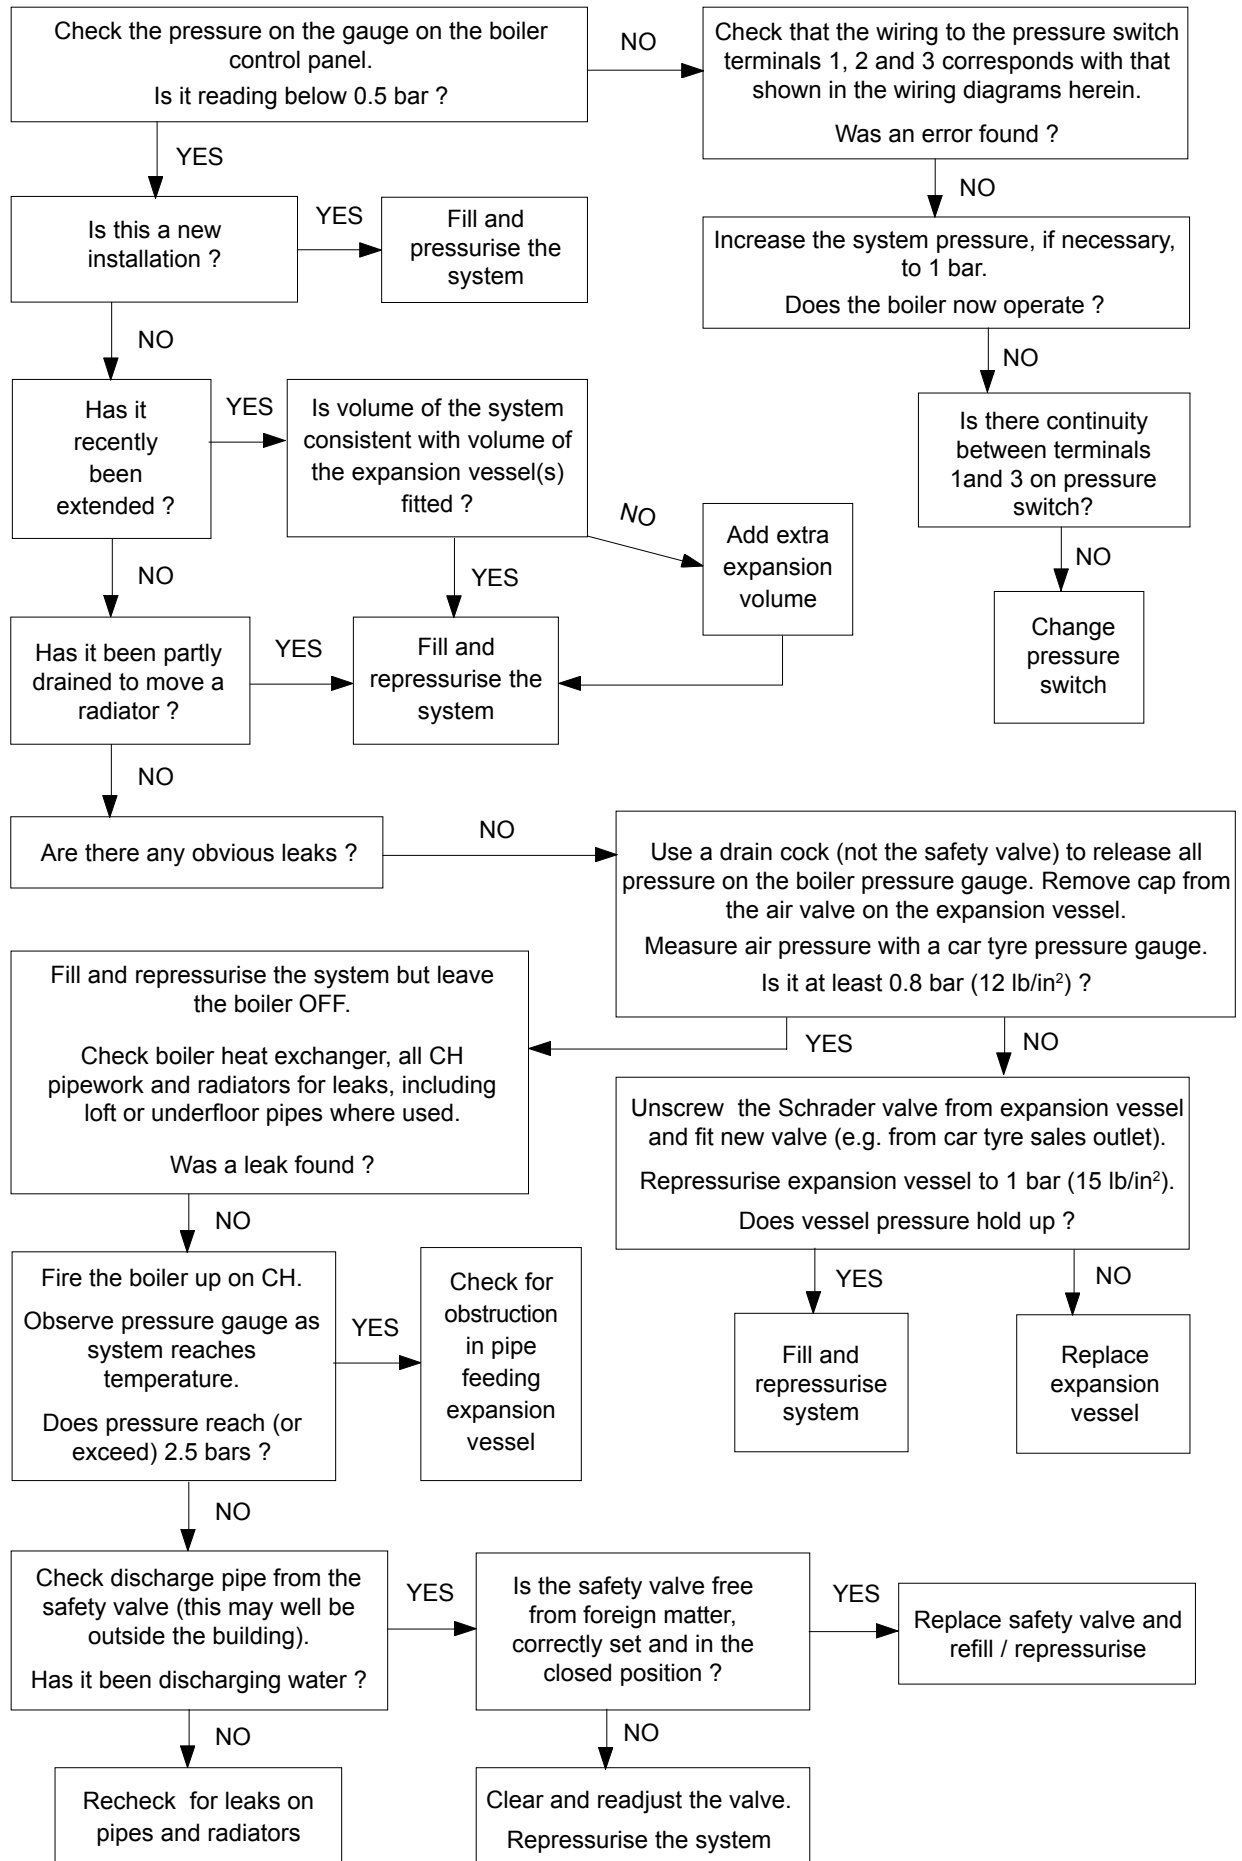 Check the pressure on the gauge on the boiler
control panel.
Is it reading below 0.5 bar ?
NO
Check that the wiring to the pressure switch
terminals 1, 2 and 3 corresponds with that
shown in the wiring diagrams herein.
Was an error found ?
YES
NO
Is this a new
installation ?
YES
Fill and
pressurise the
system
Increase the system pressure, if necessary,
to 1 bar.
Does the boiler now operate ?
NO
NO
Has it
recently
been
extended ?
YES
Is volume of the system
consistent with volume of
the expansion vessel(s)
fitted ?
Is there continuity
between terminals
1and 3 on pressure
switch?
NO
Add extra
expansion
volume
NO
YES
NO
Change
pressure
switch
Has it been partly
drained to move a
radiator ?
YES
Fill and
repressurise the
system
NO
Are there any obvious leaks ?
NO
Use a drain cock (not the safety valve) to release all
pressure on the boiler pressure gauge. Remove cap from
the air valve on the expansion vessel.
Measure air pressure with a car tyre pressure gauge.
Is it at least 0.8 bar (12 lb/in²) ?
YES
NO
Fill and repressurise the system but leave
the boiler OFF.
Check boiler heat exchanger, all CH
pipework and radiators for leaks, including
loft or underfloor pipes where used.
Was a leak found ?
Unscrew  the Schrader valve from expansion vessel
and fit new valve (e.g. from car tyre sales outlet).
Repressurise expansion vessel to 1 bar (15 lb/in²).
Does vessel pressure hold up ?
NO
YES
NO
Fire the boiler up on CH.
Observe pressure gauge as
system reaches
temperature.
Does pressure reach (or
exceed) 2.5 bars ?
YES
Check for
obstruction
in pipe
feeding
expansion
vessel
Fill and
repressurise
system
Replace
expansion
vessel
NO
Check discharge pipe from the
safety valve (this may well be
outside the building).
Has it been discharging water ?
YES
Is the safety valve free
from foreign matter,
correctly set and in the
closed position ?
YES
Replace safety valve and
refill / repressurise
NO
NO
Recheck  for leaks on
pipes and radiators
Clear and readjust the valve.
Repressurise the system